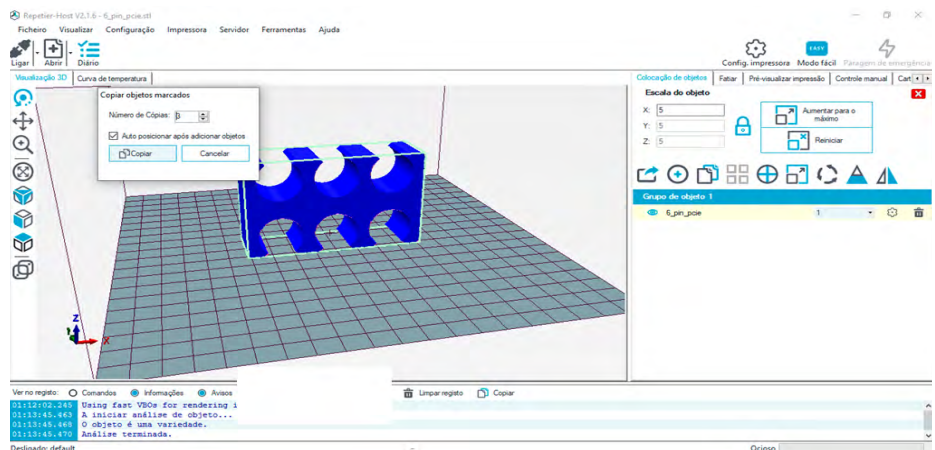 Repetier-Host V2.1.6 - 6_pin_pcie.stl
Ficheiro Visualizar Configuração Impressora Servidor Ferramentas Ajuda
Ligar Abrir Diário Config. impressora Modo fácil Paragem de emergência
EASY
Visualização 3D Curva de temperatura
Colocação de objetos Fatiar Pré-visualizar impressão Controle manual Cart
Copiar objetos marcados
Número de Cópias:
Auto posicionar após adicionar objetos
Copiar Cancelar
Escala do objeto
X: 5
Y: 5
Z: 5
Aumentar para o
máximo
Reiniciar
Grupo de objeto 1
6_pin_pcie 1
Z
X
Ver no registo: Comandos Informações Avisos Limpar registo Copiar
01:12:02.245 Using fast VBOs for rendering i
01:13:45.463 A iniciar análise de objeto...
01:13:45.469 O objeto é uma variedade.
01:13:45.470 Análise terminada.
Desligado: default Ocioso